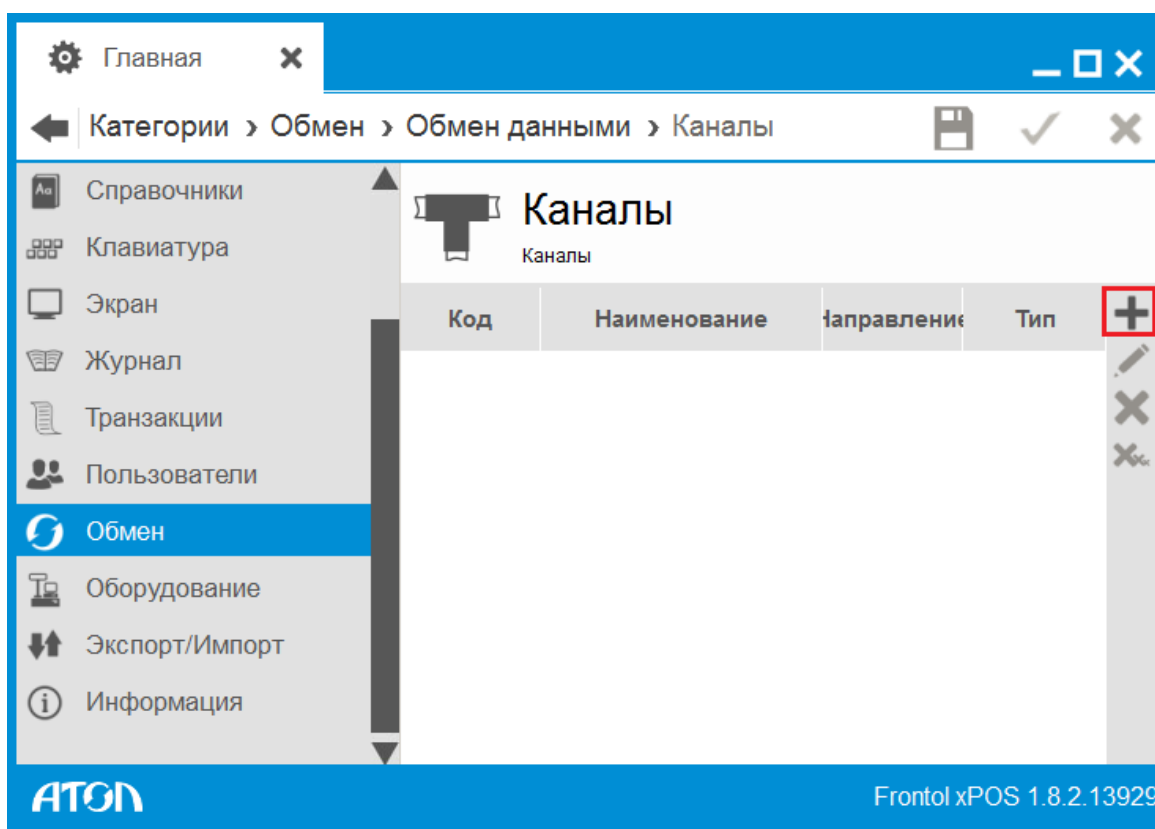 Главная
Категории › Обмен › Обмен данными › Каналы
Справочники
Клавиатура
Экран
Журнал
Транзакции
Пользователи
Обмен
Оборудование
Экспорт/Импорт
Информация
Каналы
Каналы
Код Наименование Направление Тип
АТОЛ
Frontol xPOS 1.8.2.13929